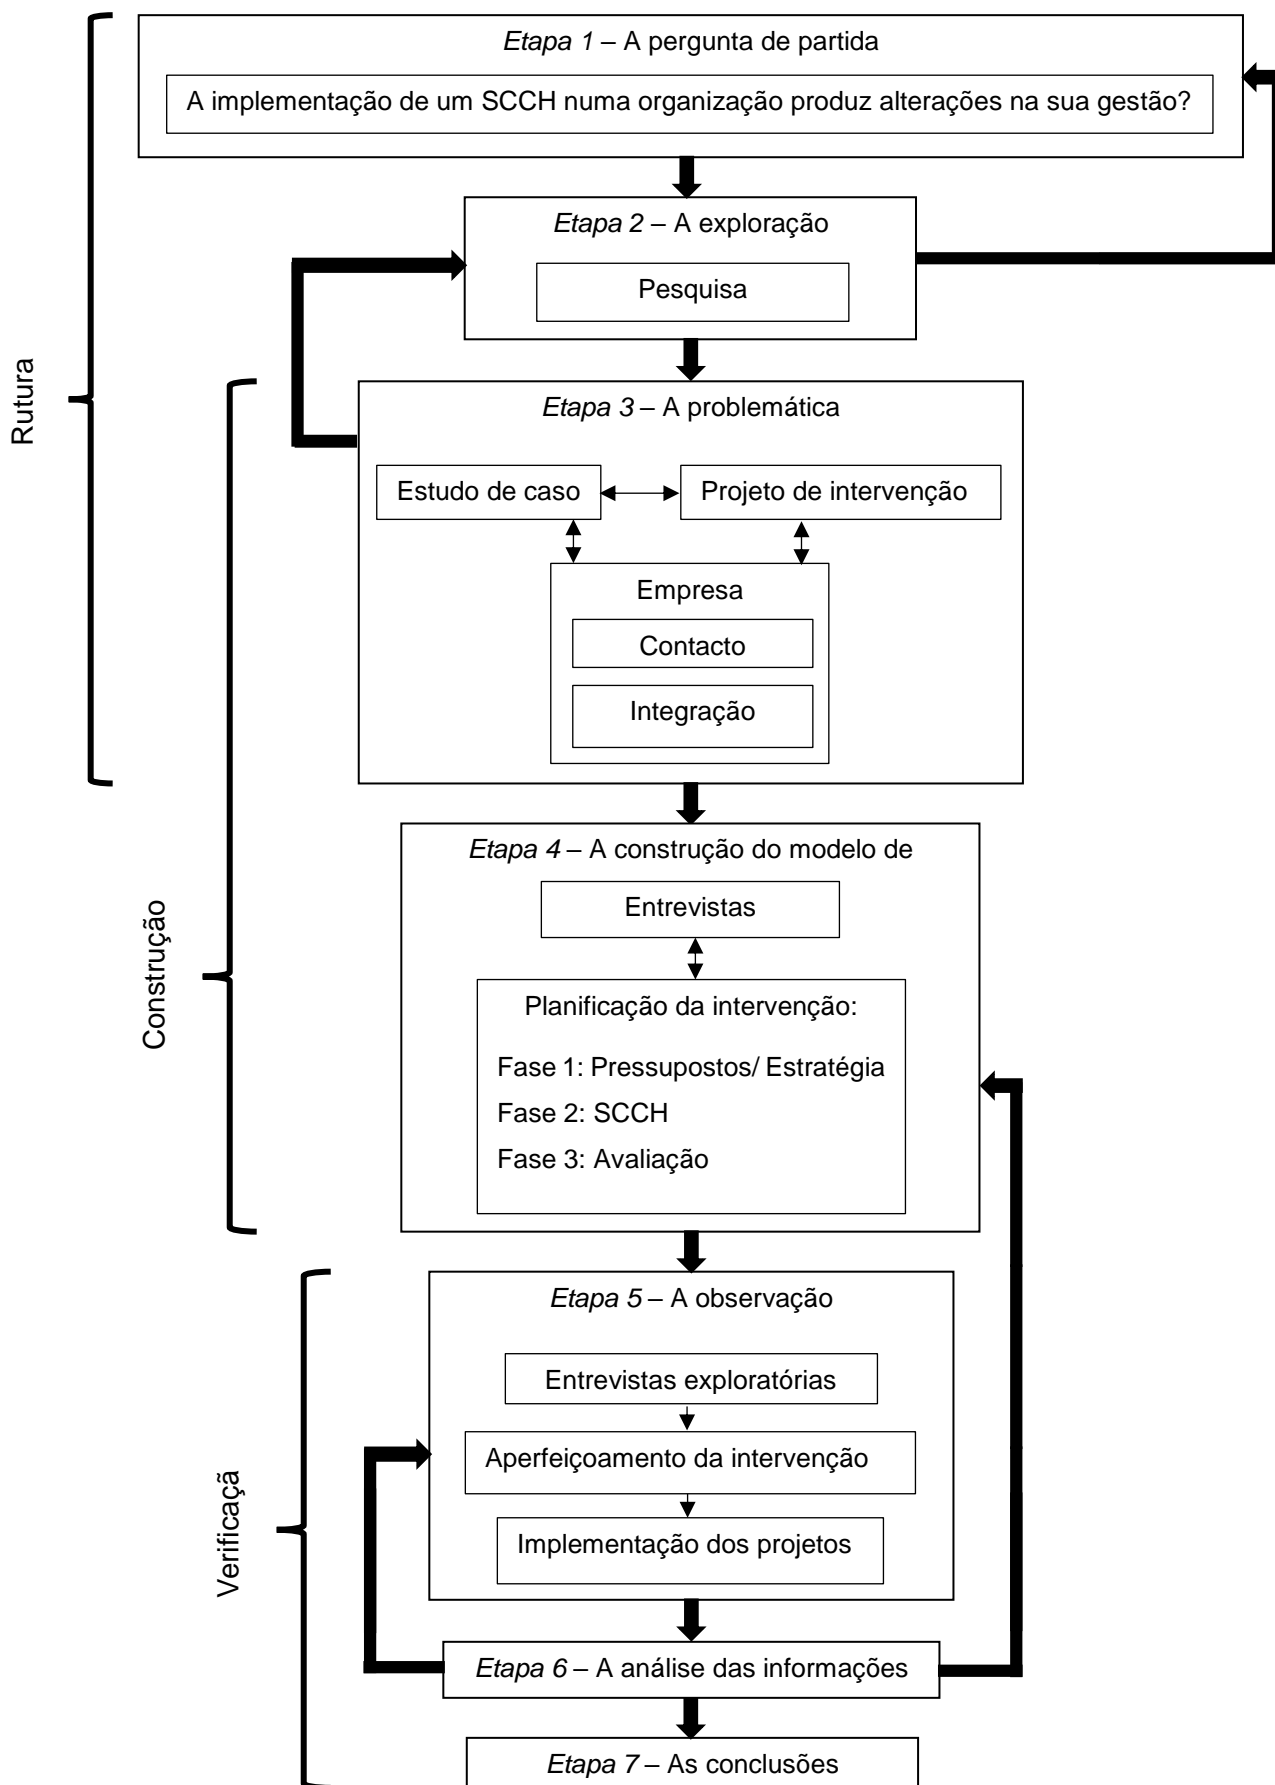 Etapa 1 – A pergunta de partida
A implementação de um SCCH numa organização produz alterações na sua gestão?
Etapa 2 – A exploração
Pesquisa
Rutura
Etapa 3 – A problemática
Estudo de caso
Projeto de intervenção
Empresa
Contacto
Integração
Construção
Etapa 4 – A construção do modelo de
Entrevistas
Planificação da intervenção:
Fase 1: Pressupostos/ Estratégia
Fase 2: SCCH
Fase 3: Avaliação
Verificaçã
Etapa 5 – A observação
Entrevistas exploratórias
Aperfeiçoamento da intervenção
Implementação dos projetos
Etapa 6 – A análise das informações
Etapa 7 – As conclusões